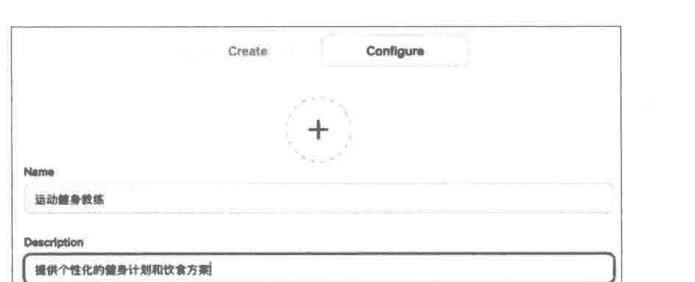 Create Configure
+
Name
运动健身教练
Description
提供个性化的健身计划和饮食方案